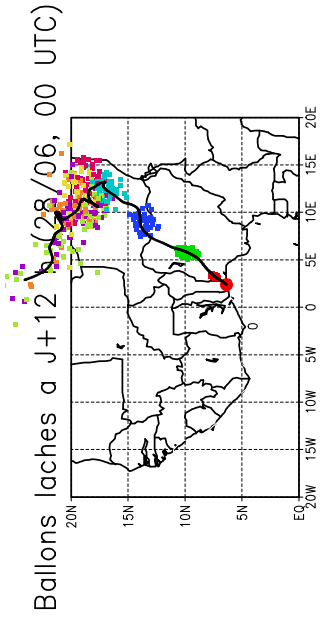 Ballons laches a J+12 (28/06, 00 UTC)
20N
15N
10N
5N
EQ
20W
15W
10W
5W
0
5E
10E
15E
20E
0